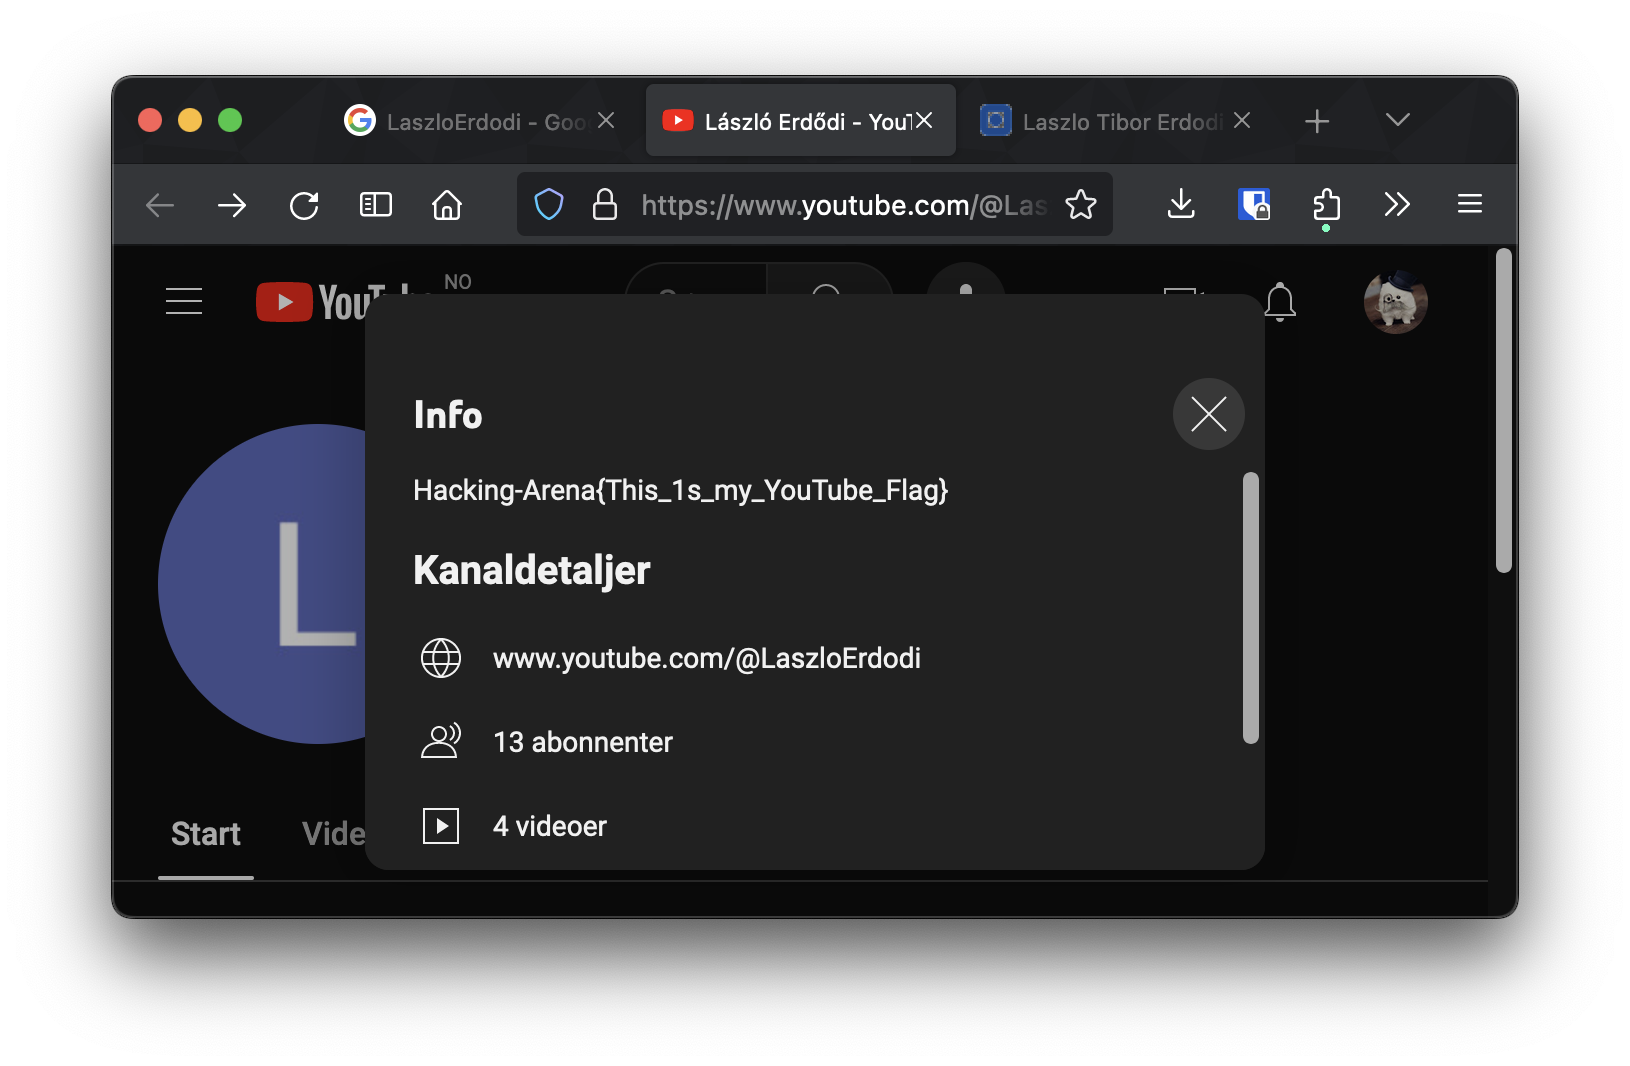 LaszloErdodi - Goo
László Erdődi - YouT
Laszlo Tibor Erdodi
https://www.youtube.com/@Las
NO
Info
Hacking-Arena{This_1s_my_YouTube_Flag}
Kanaldetaljer
www.youtube.com/@LaszloErdodi
13 abonnenter
4 videoer
L
Start
Vide